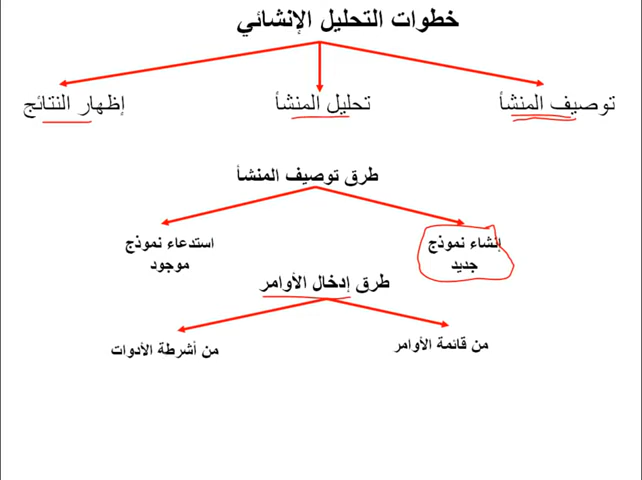 خطوات التحليل الإنشائي
توصيف المنشأ
تحليل المنشأ
إظهار النتائج
طرق توصيف المنشأ
إنشاء نموذج
جديد
استدعاء نموذج
موجود
طرق إدخال الأوامر
من قائمة الأوامر
من أشرطة الأدوات